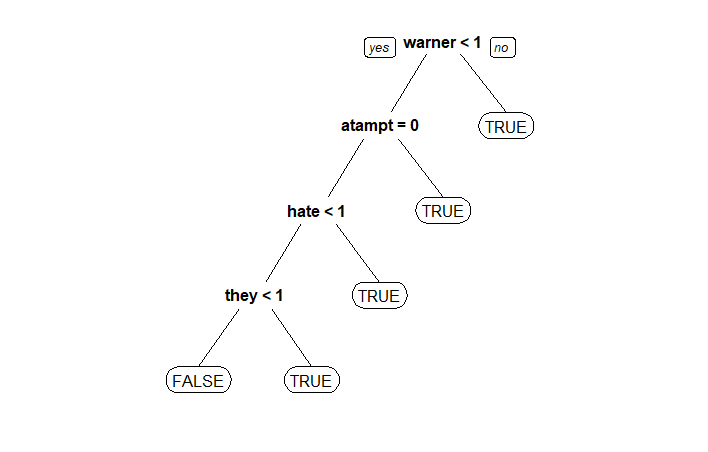 yes warner < 1 no
atampt = 0 TRUE
hate < 1 TRUE
they < 1 TRUE
FALSE TRUE